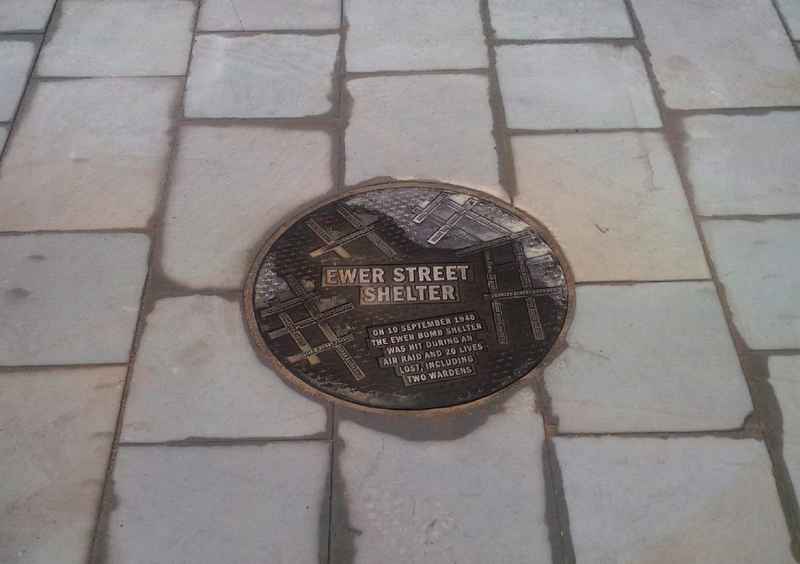 EWER STREET
SHELTER
ON 19 SEPTEMBER 1940
THE EWER BOMB SHELTER
WAS HIT DURING AN
AIR RAID AND 20 LIVES
LOST, INCLUDING
TWO WARDENS